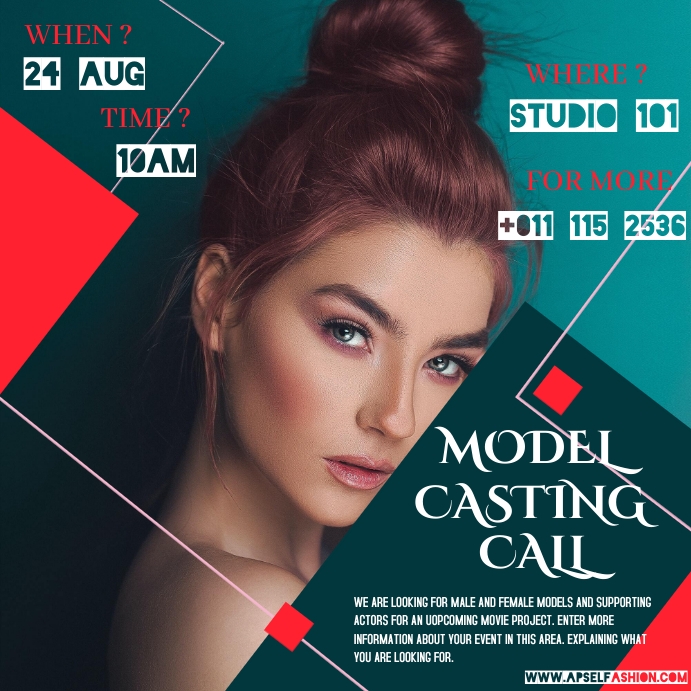 WHEN ?
24 AUG
TIME ?
10AM
WHERE ?
STUDIO 101
FOR MORE
+011 115 2536
MODEL
CASTING
CALL
WE ARE LOOKING FOR MALE AND FEMALE MODELS AND SUPPORTING
ACTORS FOR AN UOPCOMING MOVIE PROJECT. ENTER MORE
INFORMATION ABOUT YOUR EVENT IN THIS AREA. EXPLAINING WHAT
YOU ARE LOOKING FOR.
WWW.APSELFASHION.COM